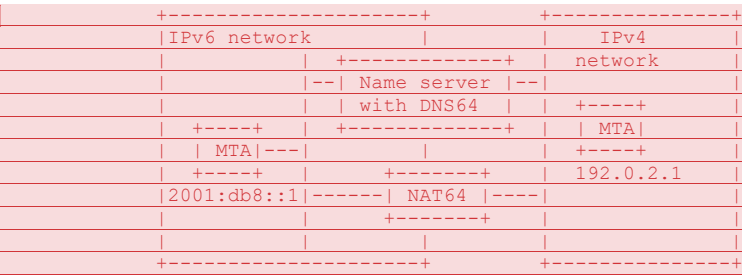 +---------------------+ +---------------+
|IPv6 network | | IPv4
| | +-------------+ | network |
| |--| Name server |--| |
| | | with DNS64 | | +----+ |
| +----+ | +-------------+ | | MTA| |
| | MTA|---| | | +----+ |
| +----+ | +-------+ | 192.0.2.1 |
|2001:db8::1|------| NAT64 |----| |
| | +-------+ | |
| | | | |
+---------------------+ +---------------+